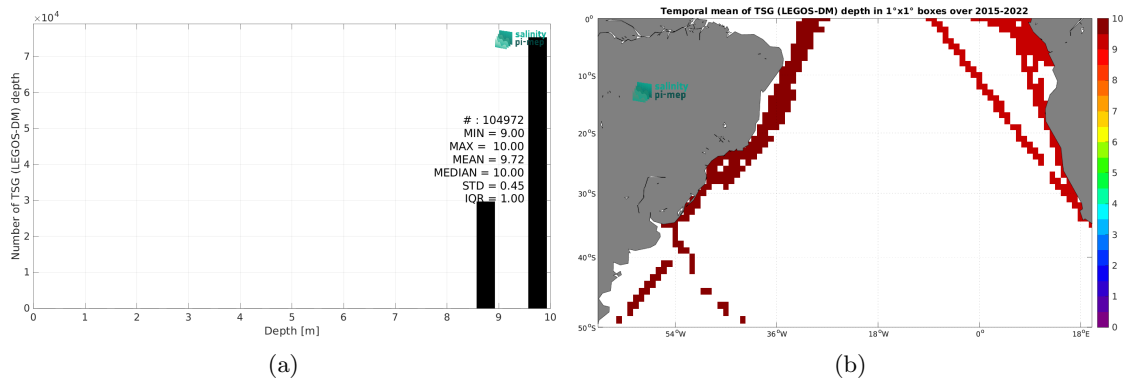 ×10⁴
7
6
5
4
3
2
1
0
Number of TSG (LEGOS-DM) depth
salinity
pi-mep
# : 104972
MIN = 9.00
MAX = 10.00
MEAN = 9.72
MEDIAN = 10.00
STD = 0.45
IQR = 1.00
0 1 2 3 4 5 6 7 8 9 10
Depth [m]
(a)
Temporal mean of TSG (LEGOS-DM) depth in 1°x1° boxes over 2015-2022
0°
10°S
20°S
30°S
40°S
50°S
salinity
pi-mep
54°W 36°W 18°W 0° 18°E
10
9
8
7
6
5
4
3
2
1
0
(b)